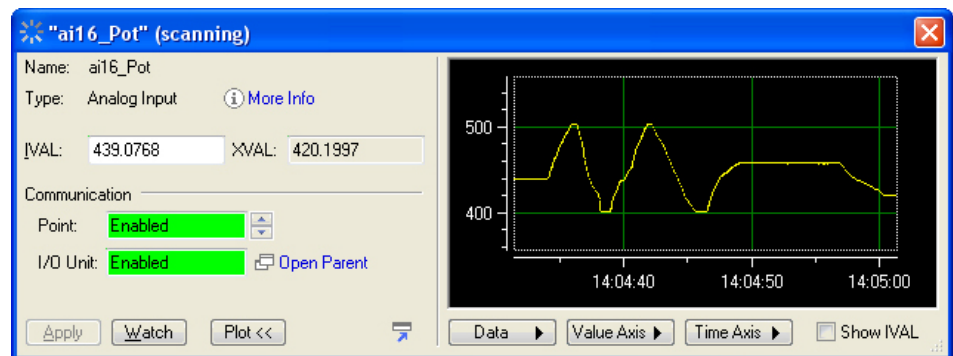 "ai16_Pot" (scanning)
Name: ai16_Pot
Type: Analog Input More Info
IVAL: 439.0768 XVAL: 420.1997
Communication
Point: Enabled
I/O Unit: Enabled Open Parent
Apply Watch Plot <<
500
400
14:04:40 14:04:50 14:05:00
Data Value Axis Time Axis Show IVAL